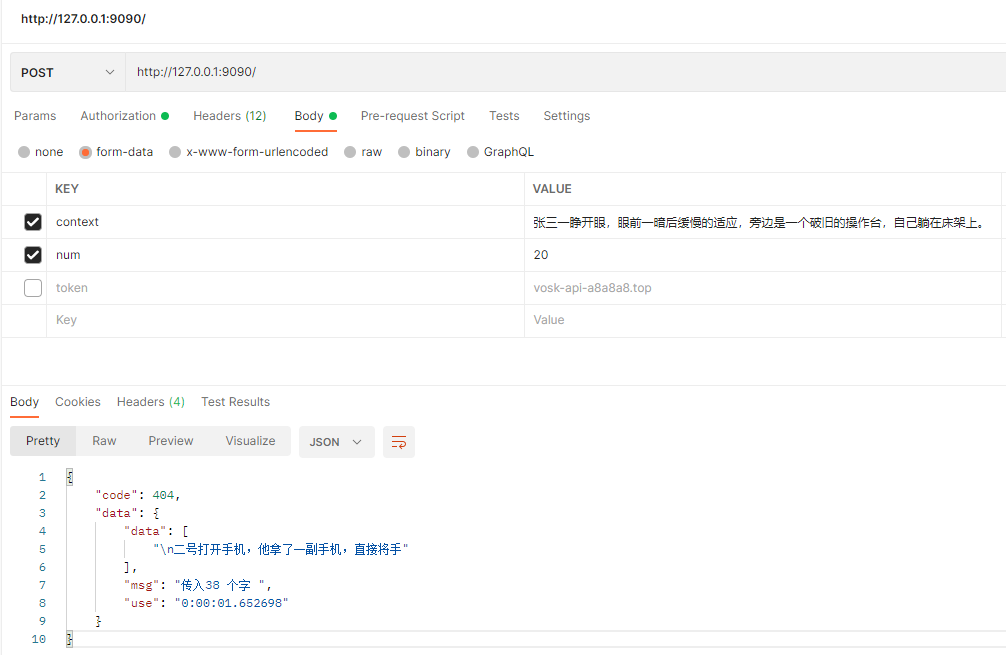 http://127.0.0.1:9090/
POST http://127.0.0.1:9090/
Params Authorization Headers (12) Body Pre-request Script Tests Settings
none form-data x-www-form-urlencoded raw binary GraphQL
KEY VALUE
context 张三一睁开眼，眼前一暗后缓慢的适应，旁边是一个破旧的操作台，自己躺在床架上。
num 20
token vosk-api-a8a8a8.top
Key Value
Body Cookies Headers (4) Test Results
Pretty Raw Preview Visualize JSON
1 {
2 "code": 404,
3 "data": {
4 "data": [
5 "\n二号打开手机，他拿了一副手机，直接将手"
6 ],
7 "msg": "传入38 个字 ",
8 "use": "0:00:01.652698"
9 }
10 }